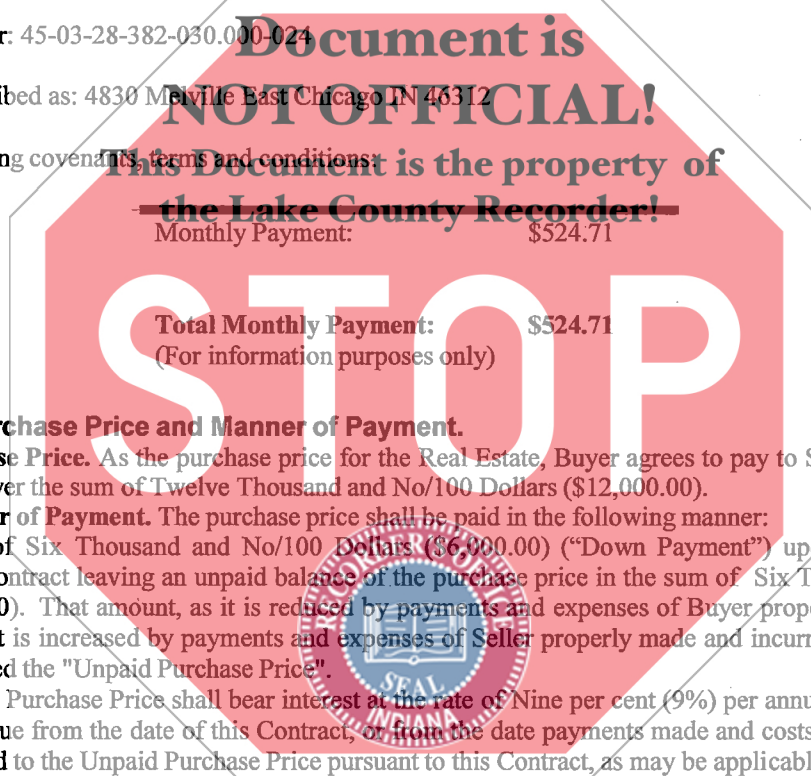 r: 45-03-28-382-030.000-024
Document is
ibed as: 4830 Melville East Chicago IN 46312
NOT OFFICIAL!
ng covenants, terms and conditions:
This Document is the property of
the Lake County Recorder!
Monthly Payment: $524.71
STOP
Total Monthly Payment: $524.71
(For information purposes only)
rchase Price and Manner of Payment.
se Price. As the purchase price for the Real Estate, Buyer agrees to pay to S
er the sum of Twelve Thousand and No/100 Dollars ($12,000.00).
r of Payment. The purchase price shall be paid in the following manner:
of Six Thousand and No/100 Dollars ($6,000.00) ("Down Payment") up
ontract leaving an unpaid balance of the purchase price in the sum of Six T
0). That amount, as it is reduced by payments and expenses of Buyer prope
t is increased by payments and expenses of Seller properly made and incurr
ed the "Unpaid Purchase Price".
Purchase Price shall bear interest at the rate of Nine per cent (9%) per annu
ue from the date of this Contract, or from the date payments made and costs
d to the Unpaid Purchase Price pursuant to this Contract, as may be applicabl
RECORDER OFFICE
SEAL
INDIANA